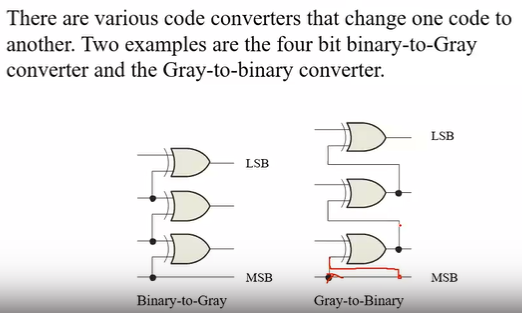 There are various code converters that change one code to
another. Two examples are the four bit binary-to-Gray
converter and the Gray-to-binary converter.
LSB
LSB
MSB
MSB
Binary-to-Gray
Gray-to-Binary